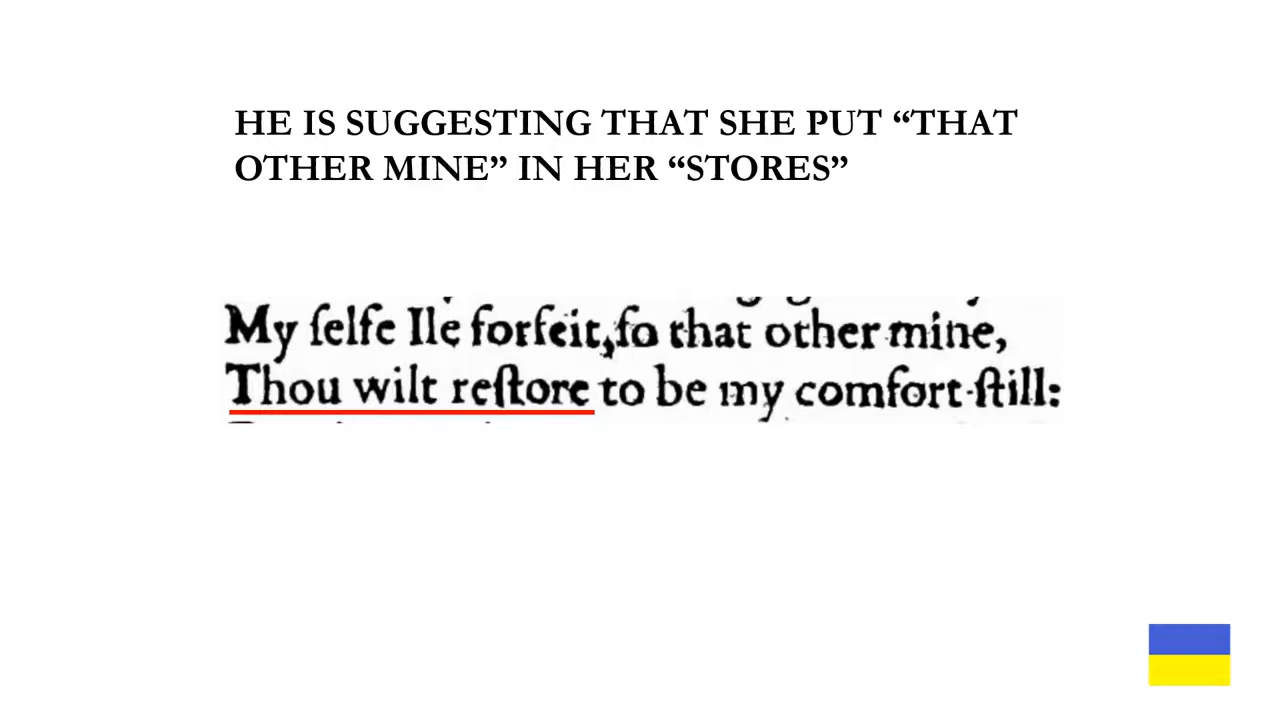 HE IS SUGGESTING THAT SHE PUT “THAT
OTHER MINE” IN HER “STORES”
My ſelfe Ile forfeit, ſo that other mine,
Thou wilt reſtore to be my comfort ſtill: